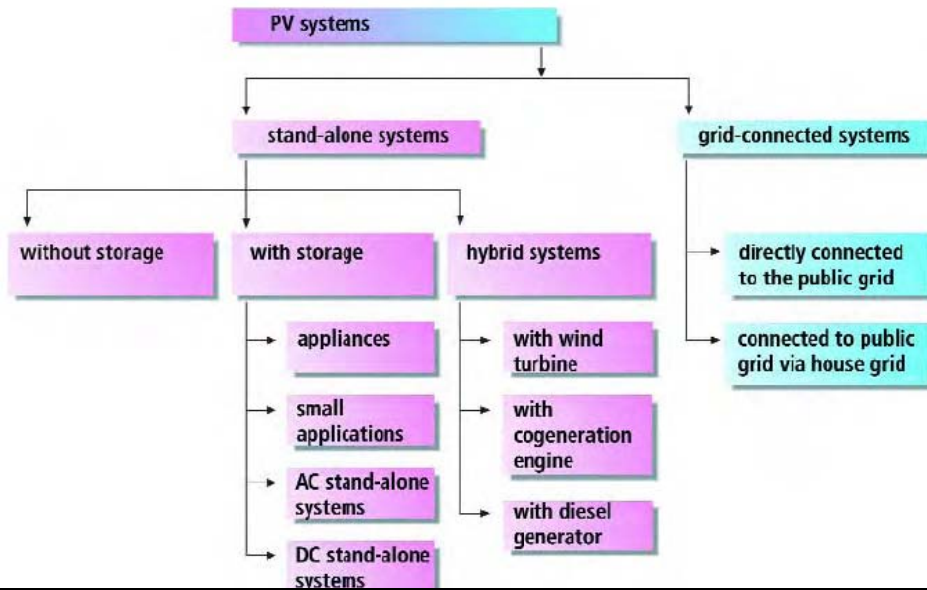 PV systems
stand-alone systems
grid-connected systems
without storage
with storage
hybrid systems
directly connected
to the public grid
appliances
with wind
turbine
connected to public
grid via house grid
small
applications
with
cogeneration
engine
AC stand-alone
systems
with diesel
generator
DC stand-alone
systems